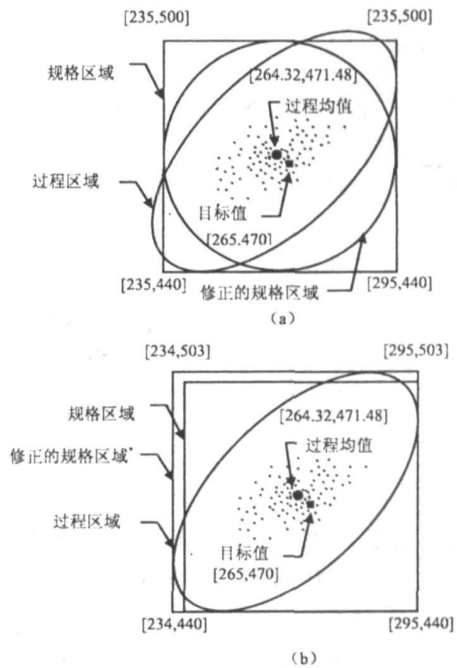 [235,500]
[235,500]
规格区域
[264.32,471.48]
过程均值
过程区域
目标值
[265.470]
[235,440]
修正的规格区域
[295,440]
(a)
[234,503]
[295,503]
规格区域
[264.32,471.48]
修正的规格区域*
过程均值
过程区域
目标值
[265,470]
[234,440]
[295,440]
(b)